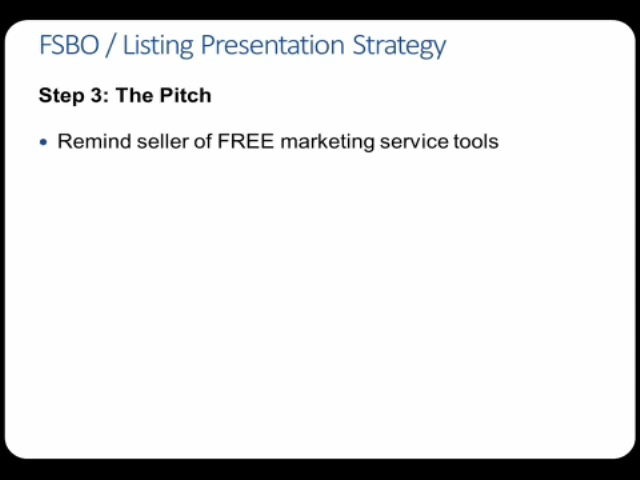 FSBO / Listing Presentation Strategy
Step 3: The Pitch
• Remind seller of FREE marketing service tools